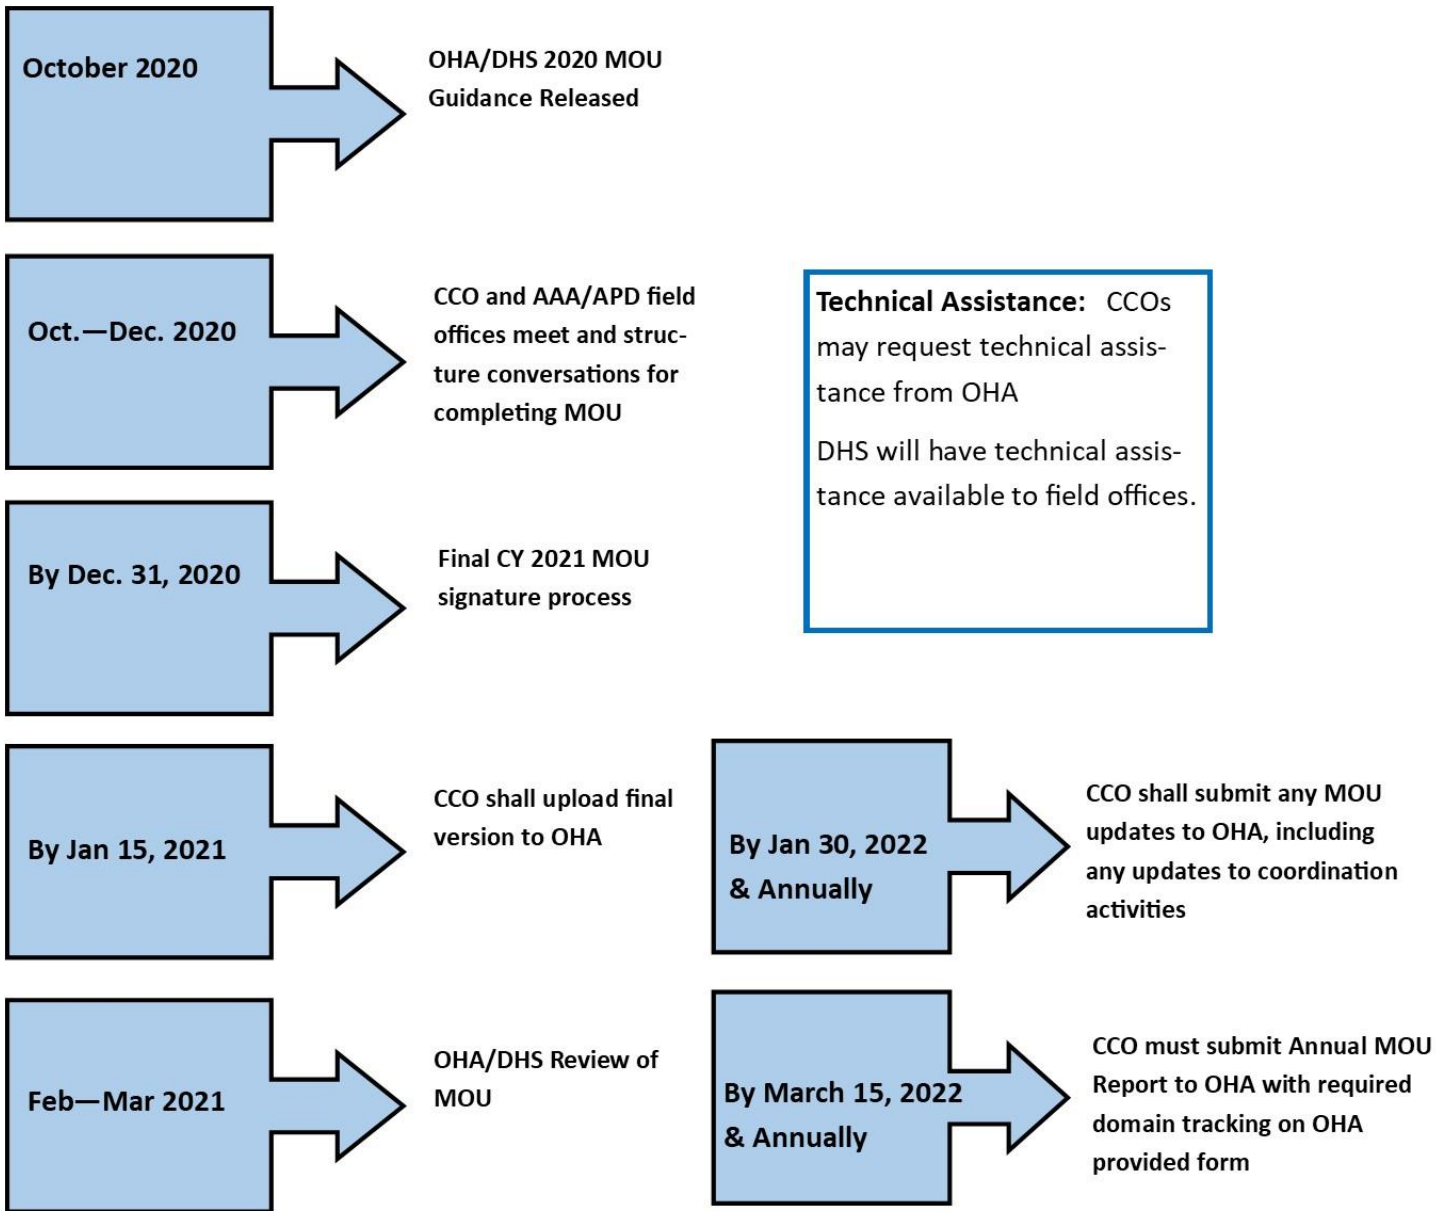 October 2020
OHA/DHS 2020 MOU
Guidance Released
Oct.—Dec. 2020
CCO and AAA/APD field
offices meet and struc-
ture conversations for
completing MOU
Technical Assistance: CCOs
may request technical assis-
tance from OHA
DHS will have technical assis-
tance available to field offices.
By Dec. 31, 2020
Final CY 2021 MOU
signature process
By Jan 15, 2021
CCO shall upload final
version to OHA
By Jan 30, 2022
& Annually
CCO shall submit any MOU
updates to OHA, including
any updates to coordination
activities
Feb—Mar 2021
OHA/DHS Review of
MOU
By March 15, 2022
& Annually
CCO must submit Annual MOU
Report to OHA with required
domain tracking on OHA
provided form